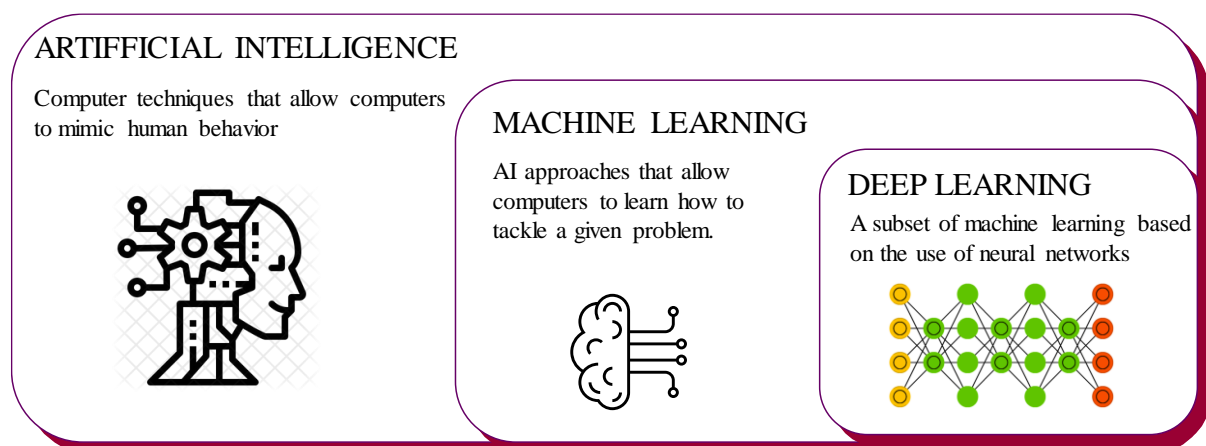 ARTIFFICIAL INTELLIGENCE
Computer techniques that allow computers
to mimic human behavior
MACHINE LEARNING
AI approaches that allow
computers to learn how to
tackle a given problem.
DEEP LEARNING
A subset of machine learning based
on the use of neural networks